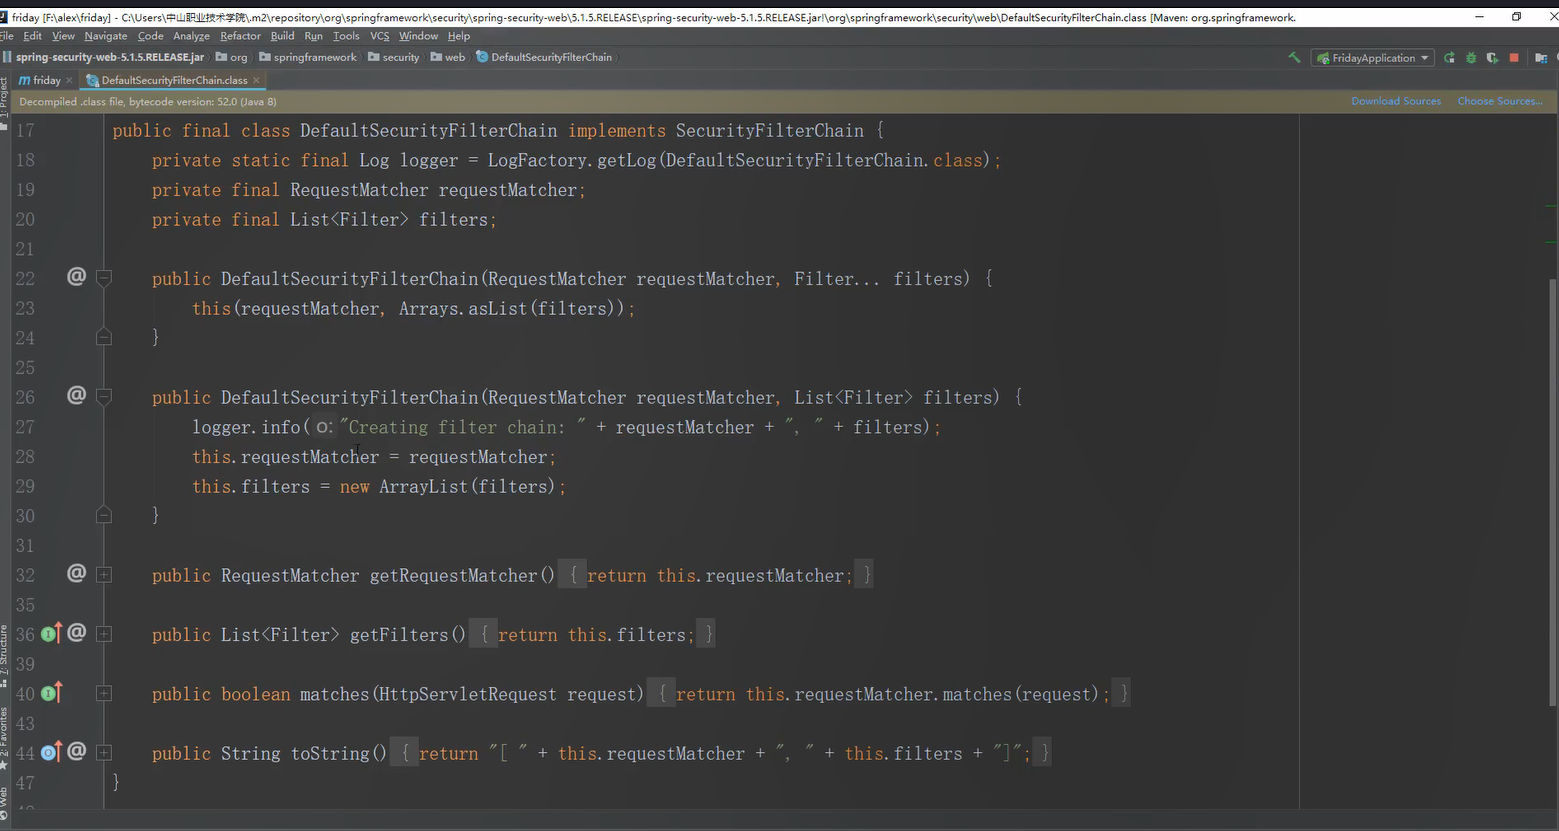 friday [F:\alex\friday] - C:\Users\中山职业技术学院\.m2\repository\org\springframework\security\spring-security-web\5.1.5.RELEASE\spring-security-web-5.1.5.RELEASE.jar!\org\springframework\security\web\DefaultSecurityFilterChain.class [Maven: org.springframework.
File Edit View Navigate Code Analyze Refactor Build Run Tools VCS Window Help
spring-security-web-5.1.5.RELEASE.jar org springframework security web DefaultSecurityFilterChain FridayApplication
friday DefaultSecurityFilterChain.class
Decompiled .class file, bytecode version: 52.0 (Java 8) Download Sources Choose Sources...
1: Project
17 public final class DefaultSecurityFilterChain implements SecurityFilterChain {
18 private static final Log logger = LogFactory.getLog(DefaultSecurityFilterChain.class);
19 private final RequestMatcher requestMatcher;
20 private final List<Filter> filters;
21
22 @ public DefaultSecurityFilterChain(RequestMatcher requestMatcher, Filter... filters) {
23 this(requestMatcher, Arrays.asList(filters));
24 }
25
26 @ public DefaultSecurityFilterChain(RequestMatcher requestMatcher, List<Filter> filters) {
27 logger.info( o: "Creating filter chain: " + requestMatcher + ", " + filters);
28 this.requestMatcher = requestMatcher;
29 this.filters = new ArrayList(filters);
30 }
31
32 @ public RequestMatcher getRequestMatcher() { return this.requestMatcher; }
35
36 @ public List<Filter> getFilters() { return this.filters; }
39
40 public boolean matches(HttpServletRequest request) { return this.requestMatcher.matches(request); }
43
44 @ public String toString() { return "[ " + this.requestMatcher + ", " + this.filters + "]"; }
47 }
7: Structure
2: Favorites
Web